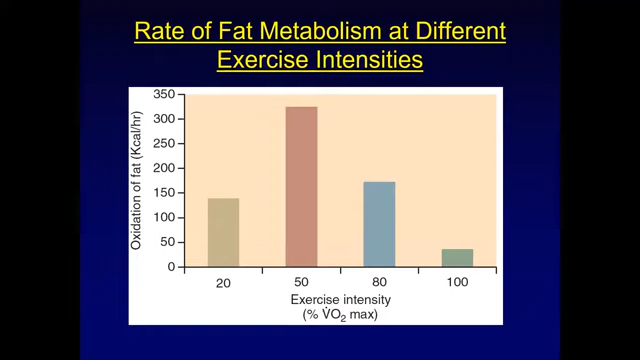 Rate of Fat Metabolism at Different
Exercise Intensities
Oxidation of fat (Kcal/hr)
350
300
250
200
150
100
50
0
20 50 80 100
Exercise intensity
(% V̇O₂ max)